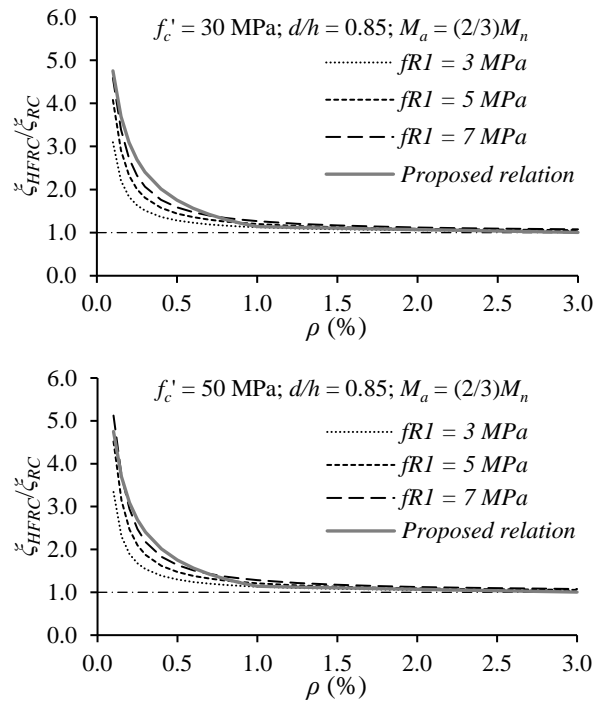 f_c' = 30 MPa; d/h = 0.85; M_a = (2/3)M_n
6.0
5.0
4.0
3.0
2.0
1.0
0.0
ξ_HFRC/ξ_RC
fR1 = 3 MPa
fR1 = 5 MPa
fR1 = 7 MPa
Proposed relation
0.0 0.5 1.0 1.5 2.0 2.5 3.0
ρ (%)
f_c' = 50 MPa; d/h = 0.85; M_a = (2/3)M_n
6.0
5.0
4.0
3.0
2.0
1.0
0.0
ξ_HFRC/ξ_RC
fR1 = 3 MPa
fR1 = 5 MPa
fR1 = 7 MPa
Proposed relation
0.0 0.5 1.0 1.5 2.0 2.5 3.0
ρ (%)